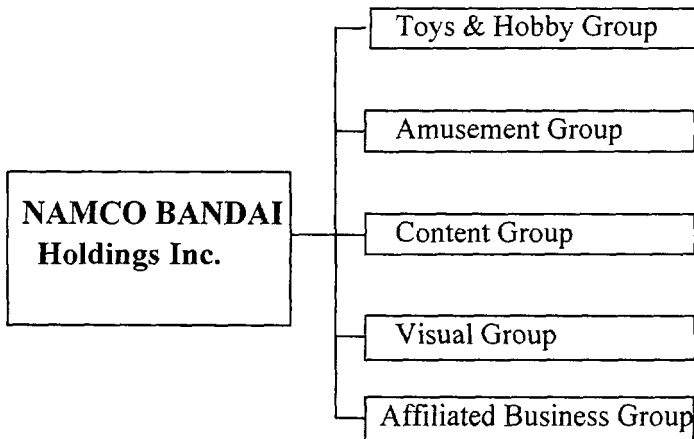 Toys & Hobby Group
Amusement Group
NAMCO BANDAI
Holdings Inc.
Content Group
Visual Group
Affiliated Business Group